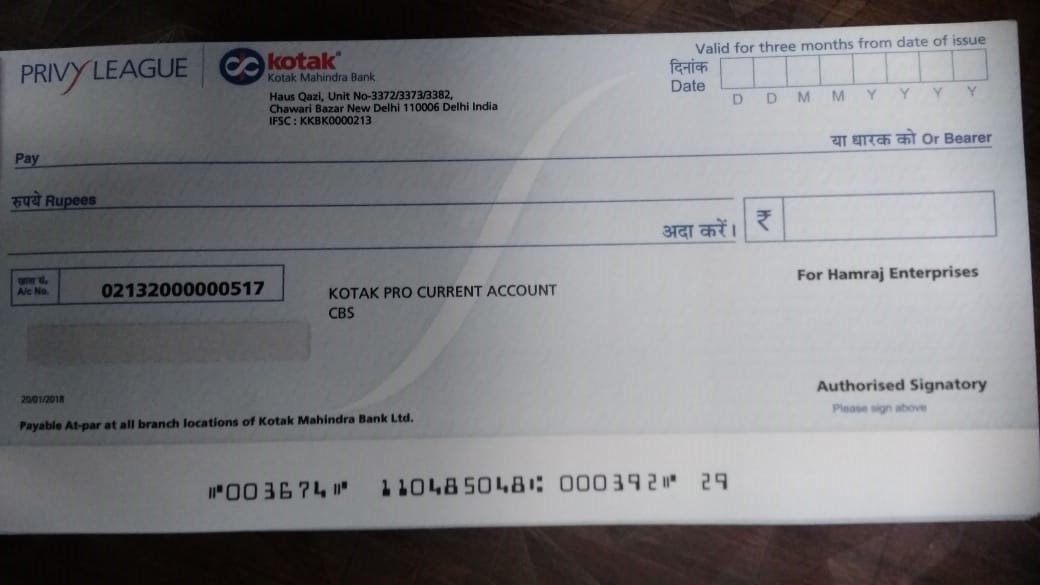 PRIVY LEAGUE
kotak®
Kotak Mahindra Bank
Haus Qazi, Unit No-3372/3373/3382,
Chawari Bazar New Delhi 110006 Delhi India
IFSC : KKBK0000213
Valid for three months from date of issue
दिनांक
Date
D D M M Y Y Y Y
Pay
या धारक को Or Bearer
रुपये Rupees
अदा करें। ₹
खाता सं.
A/c No.
02132000000517
KOTAK PRO CURRENT ACCOUNT
CBS
For Hamraj Enterprises
Authorised Signatory
Please sign above
20/01/2018
Payable At-par at all branch locations of Kotak Mahindra Bank Ltd.
⑈003674⑈ 110485048⑆ 000392⑈ 29